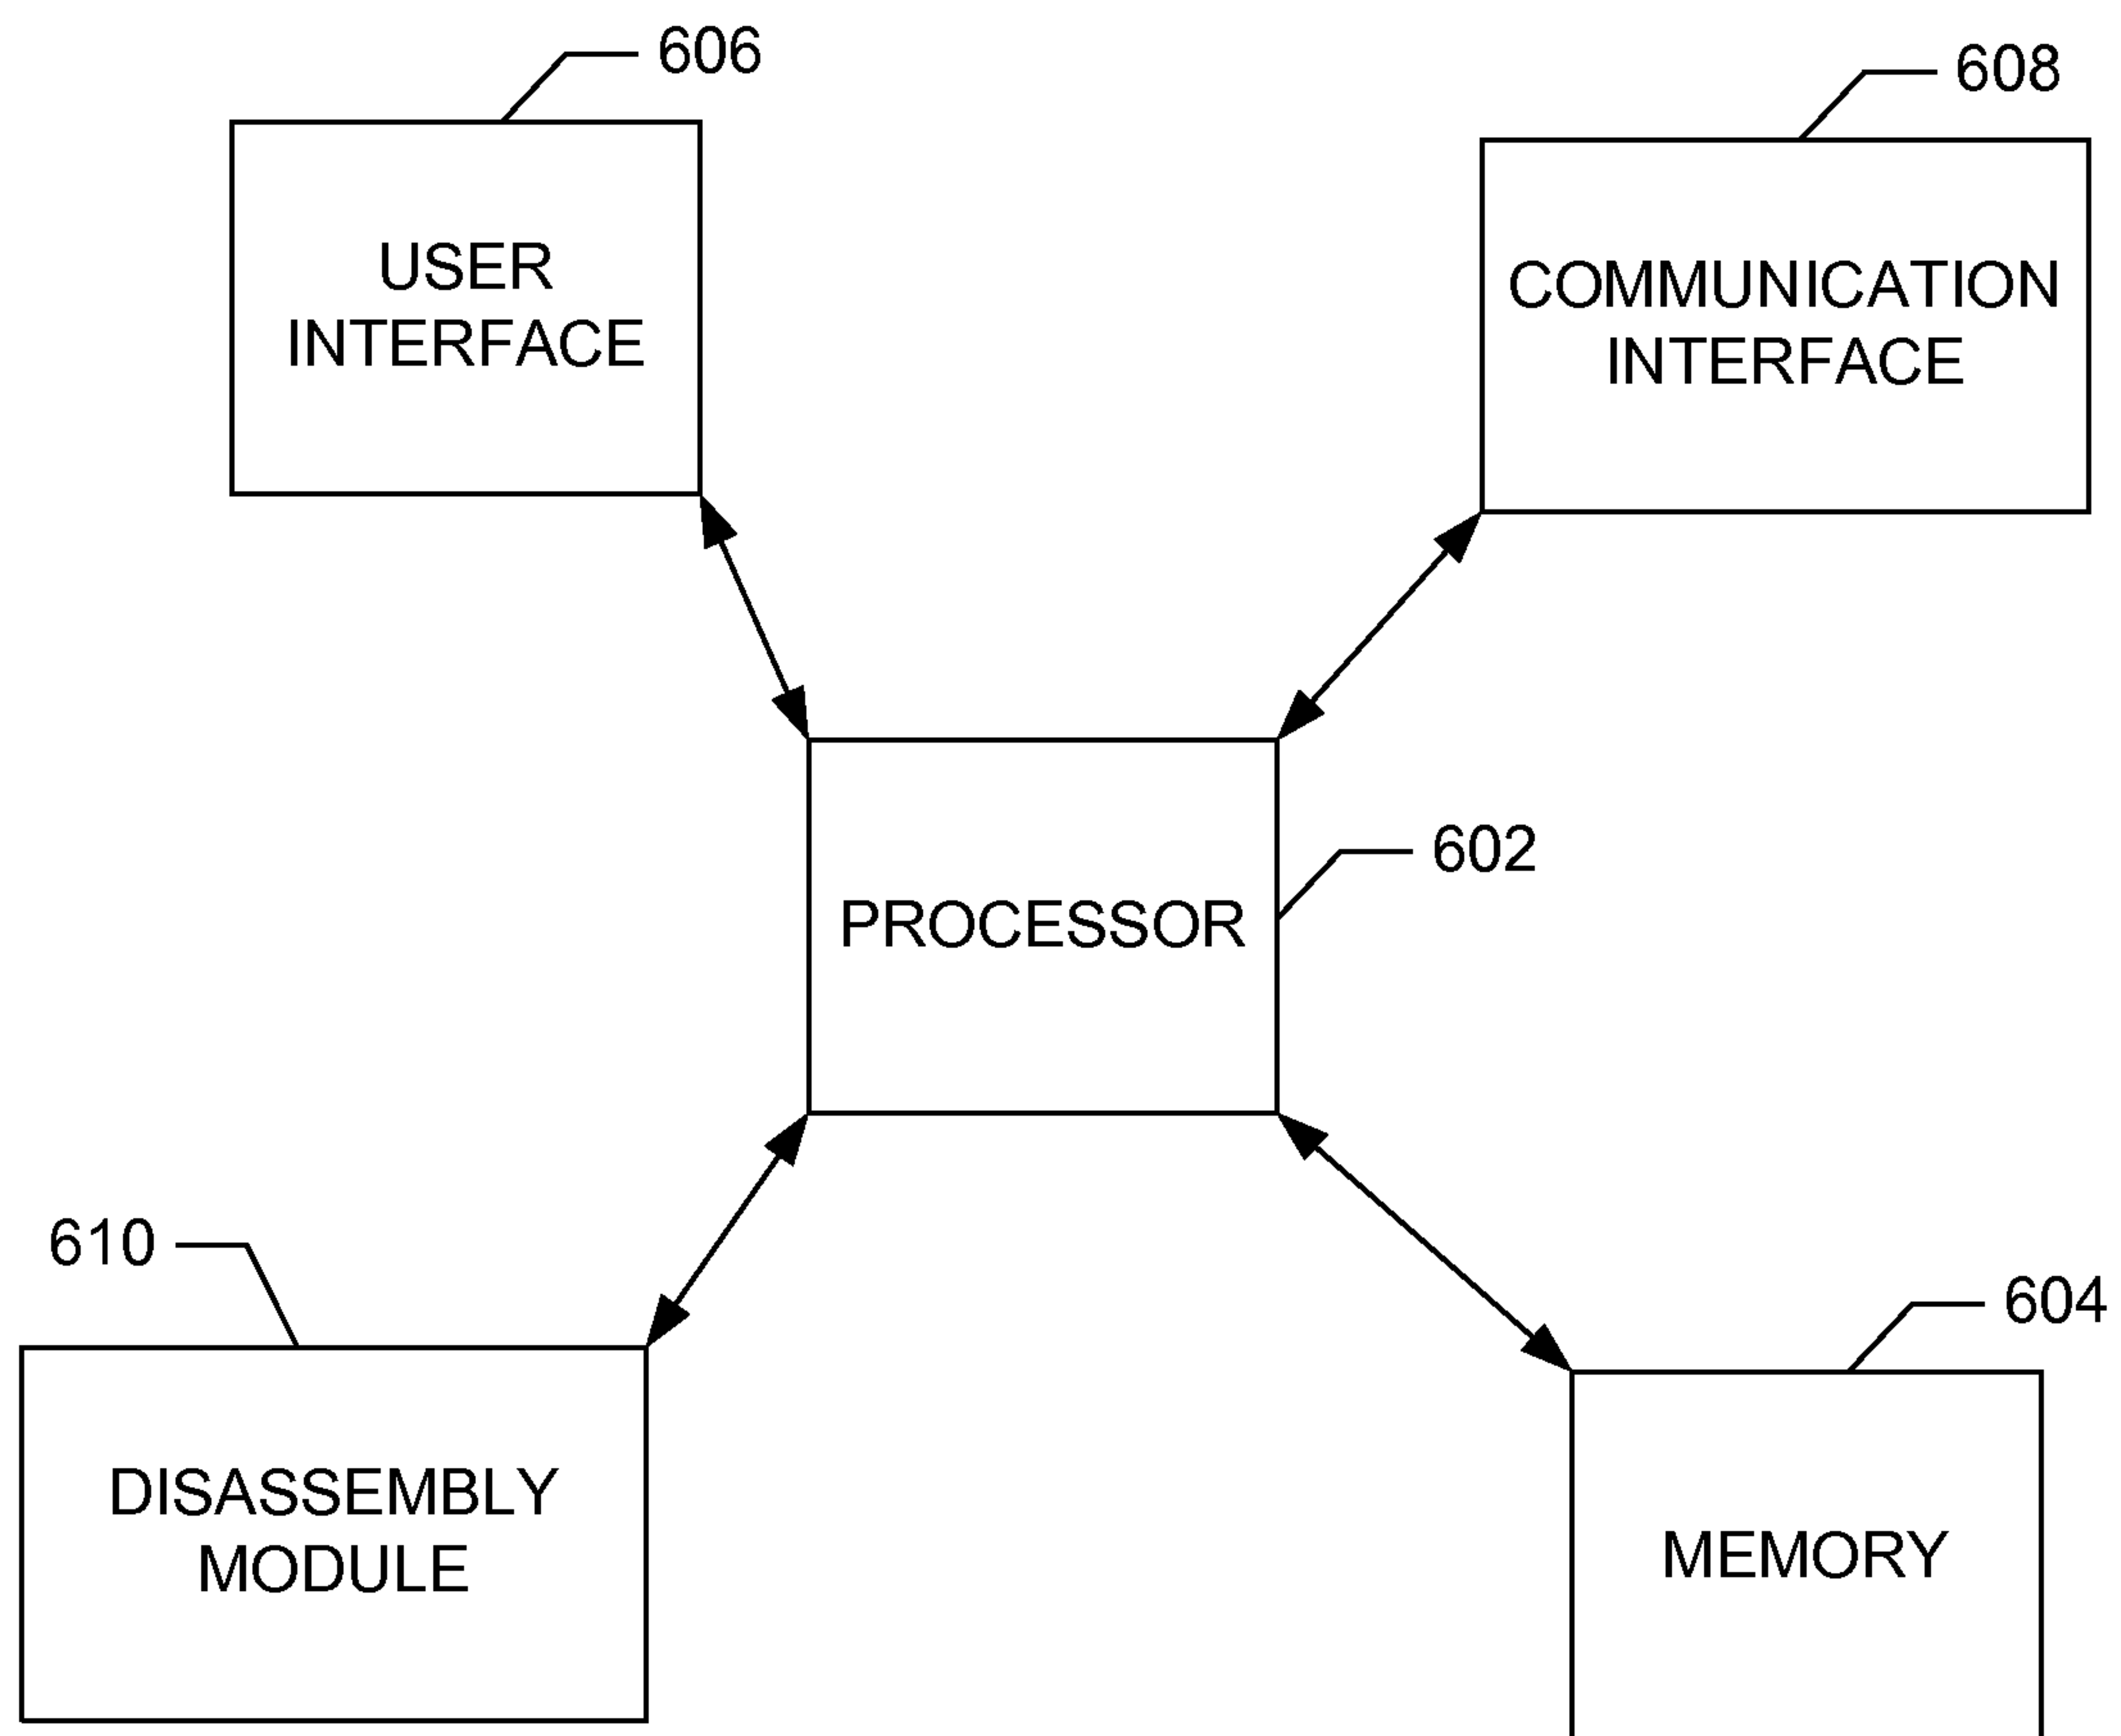 606
608
USER
INTERFACE
COMMUNICATION
INTERFACE
602
PROCESSOR
610
604
DISASSEMBLY
MODULE
MEMORY